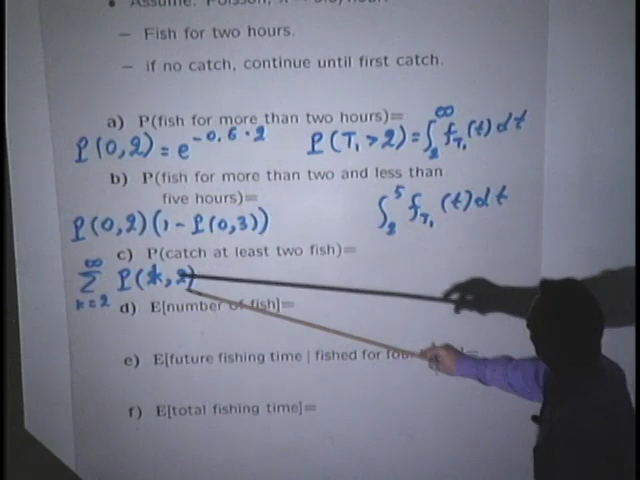 • Assume: Poisson,
– Fish for two hours.
– if no catch, continue until first catch.
a) P(fish for more than two hours)=
P(0,2) = e^{-0.6·2} P(T₁>2) = ∫₂^∞ f_{T₁}(t)dt
b) P(fish for more than two and less than
five hours)=
P(0,2)(1-P(0,3)) ∫₂⁵ f_{T₁}(t)dt
c) P(catch at least two fish)=
∑_{k=2}^∞ P(k,2)
d) E[number of fish]=
e) E[future fishing time | fished for
f) E[total fishing time]=